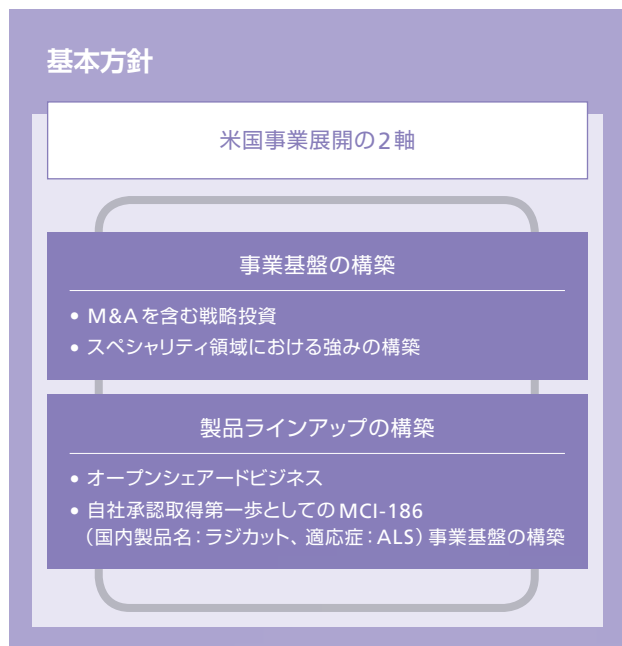 基本方針
米国事業展開の2軸
事業基盤の構築
• M&Aを含む戦略投資
• スペシャリティ領域における強みの構築
製品ラインアップの構築
• オープンシェアードビジネス
• 自社承認取得第一歩としてのMCI-186
（国内製品名：ラジカット、適応症：ALS）事業基盤の構築